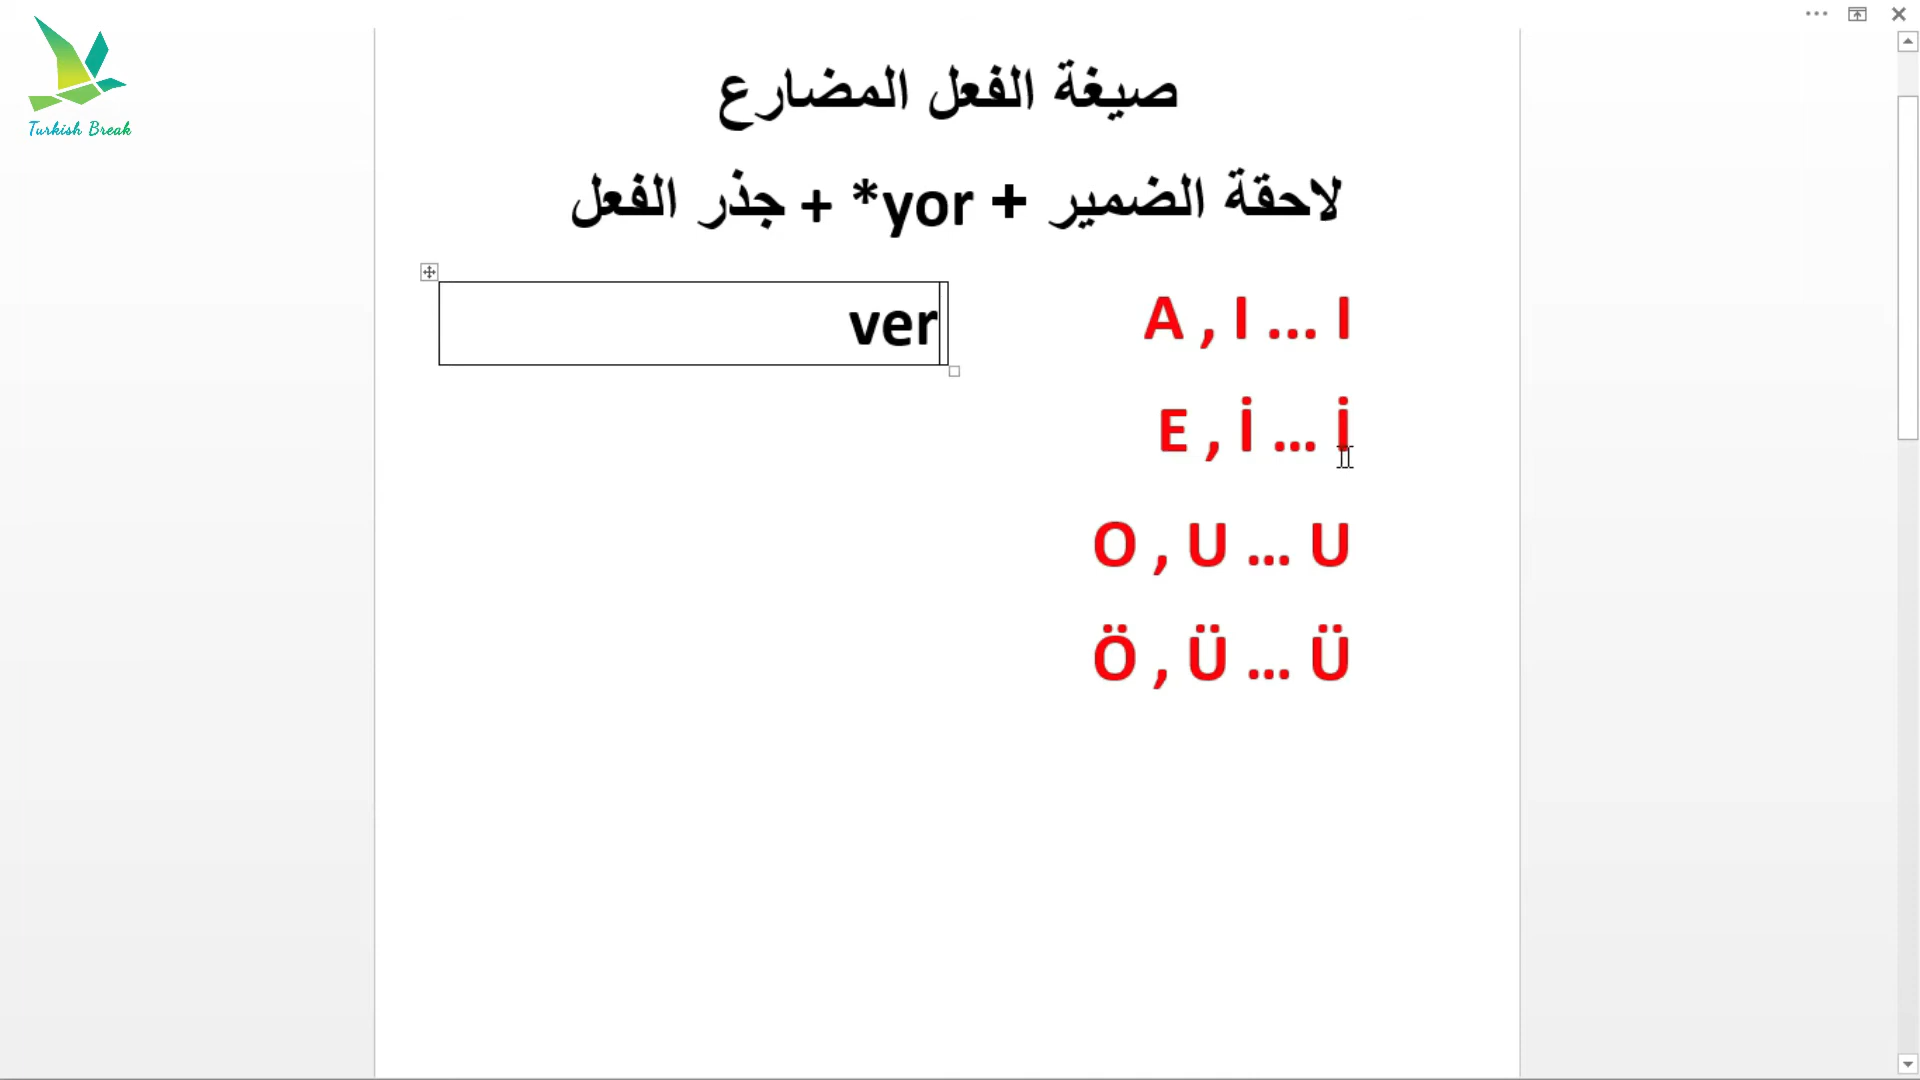 Turkish Break
صيغة الفعل المضارع
جذر الفعل + *yor + لاحقة الضمير
ver
A , I ... I
E , İ ... İ
O , U ... U
Ö , Ü ... Ü